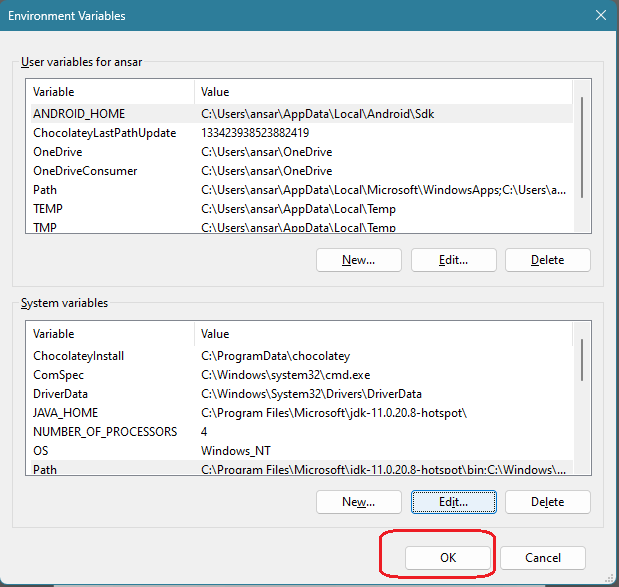 Environment Variables
User variables for ansar
Variable Value
ANDROID_HOME C:\Users\ansar\AppData\Local\Android\Sdk
ChocolateyLastPathUpdate 133423938523882419
OneDrive C:\Users\ansar\OneDrive
OneDriveConsumer C:\Users\ansar\OneDrive
Path C:\Users\ansar\AppData\Local\Microsoft\WindowsApps;C:\Users\a...
TEMP C:\Users\ansar\AppData\Local\Temp
TMP C:\Users\ansar\AppData\Local\Temp
New... Edit... Delete
System variables
Variable Value
ChocolateyInstall C:\ProgramData\chocolatey
ComSpec C:\Windows\system32\cmd.exe
DriverData C:\Windows\System32\Drivers\DriverData
JAVA_HOME C:\Program Files\Microsoft\jdk-11.0.20.8-hotspot\
NUMBER_OF_PROCESSORS 4
OS Windows_NT
Path C:\Program Files\Microsoft\jdk-11.0.20.8-hotspot\bin;C:\Windows\...
New... Edit... Delete
OK Cancel